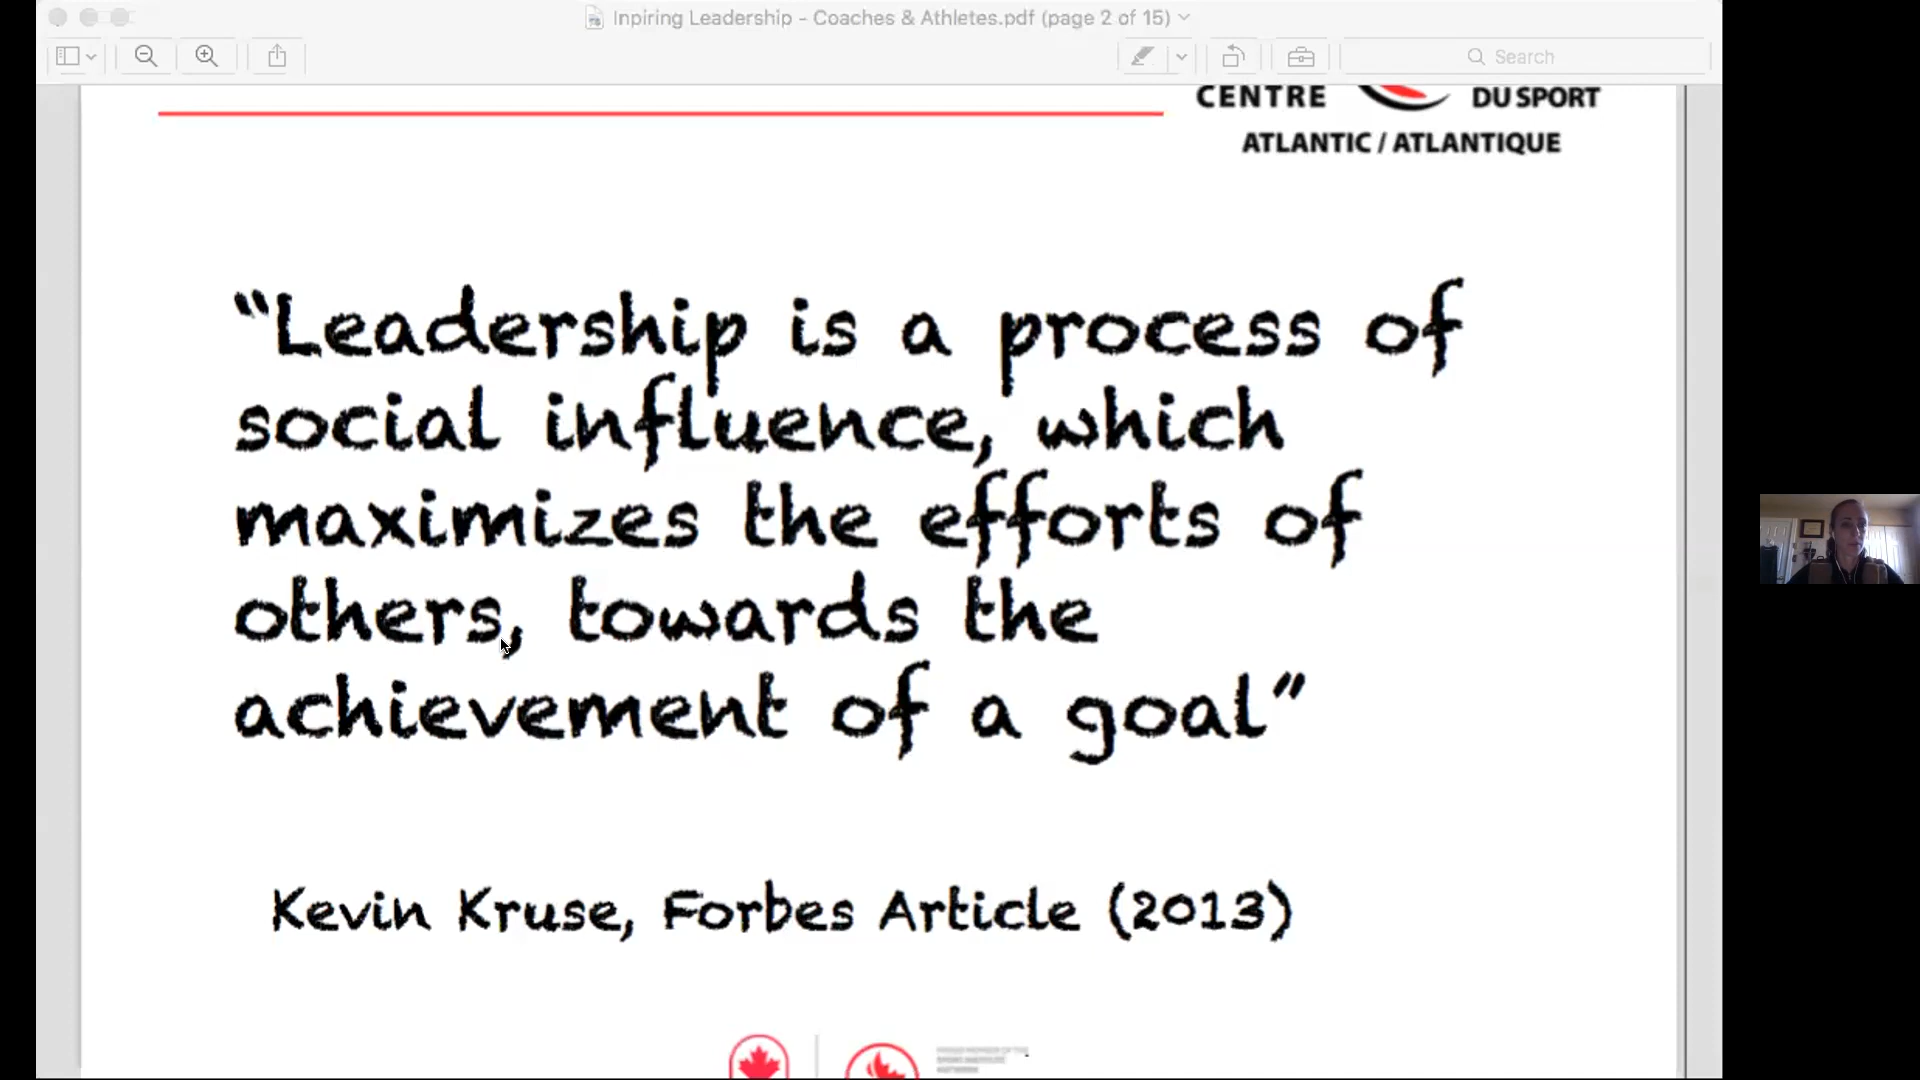 Inpiring Leadership - Coaches & Athletes.pdf (page 2 of 15)
Search
CENTRE DU SPORT
ATLANTIC / ATLANTIQUE
“Leadership is a process of
social influence, which
maximizes the efforts of
others, towards the
achievement of a goal”
Kevin Kruse, Forbes Article (2013)